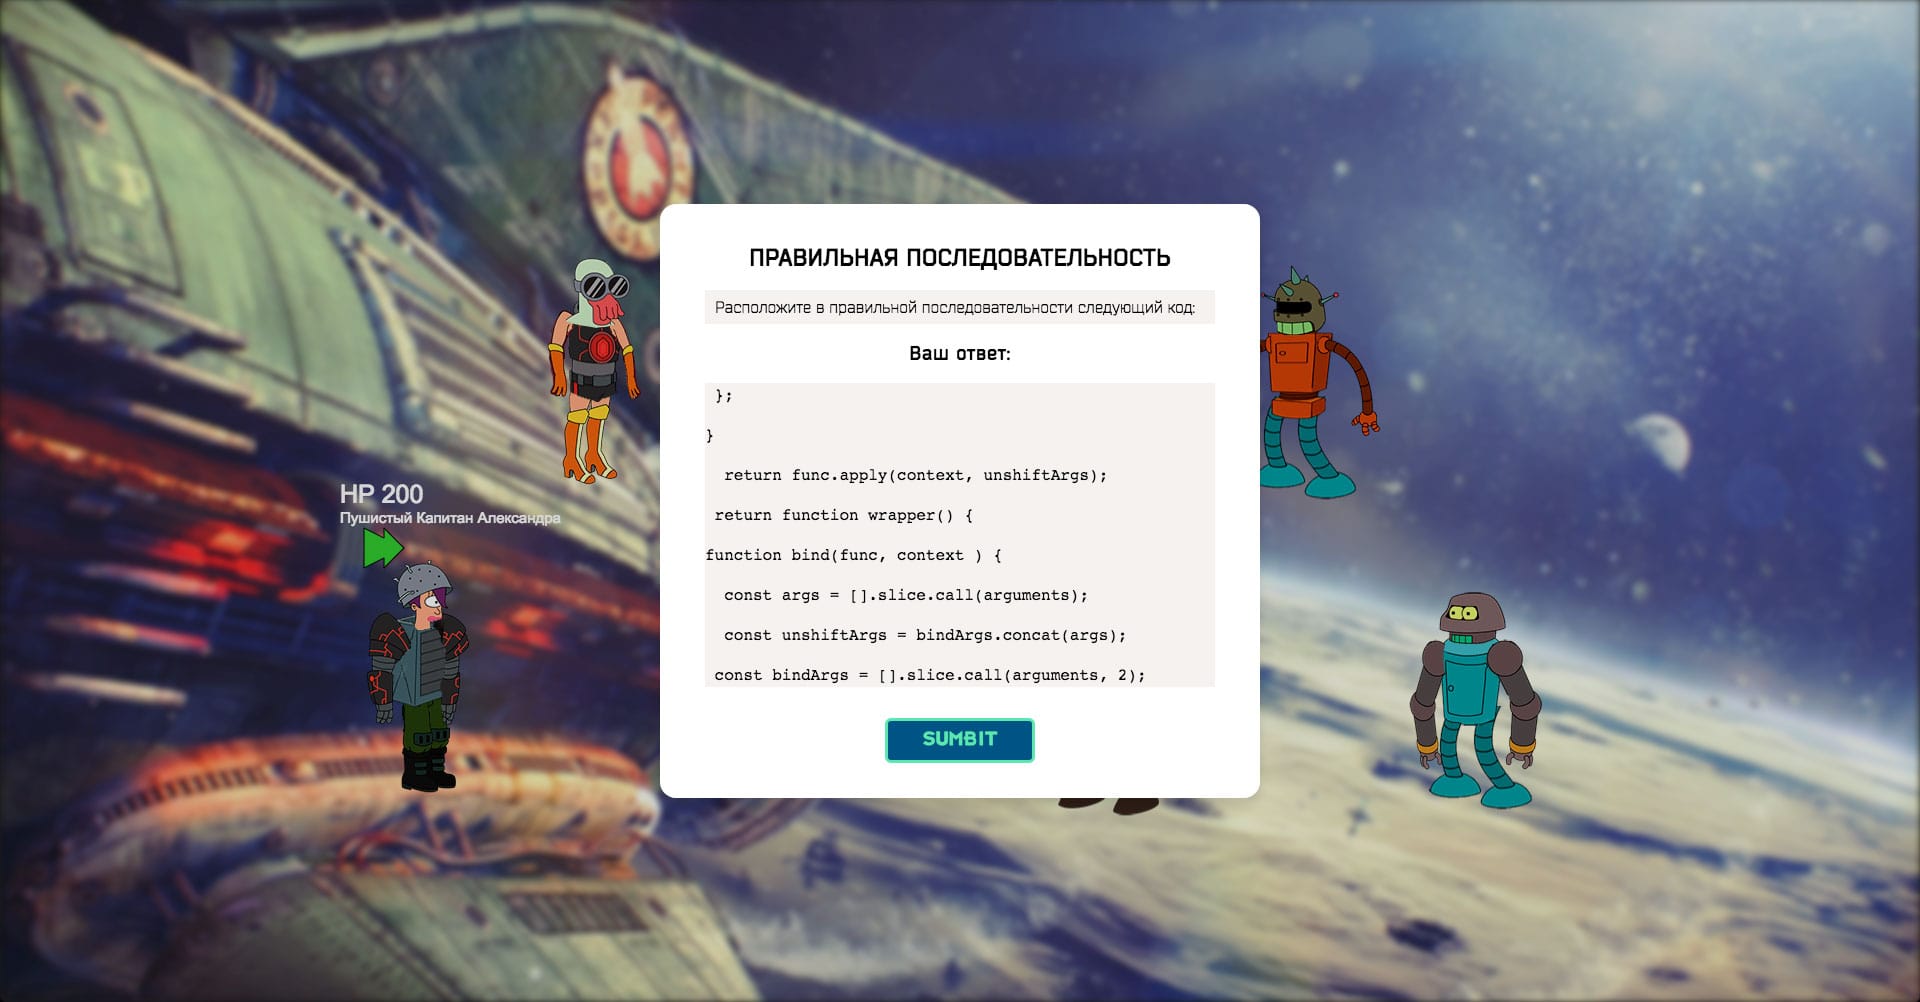 ПРАВИЛЬНАЯ ПОСЛЕДОВАТЕЛЬНОСТЬ
Расположите в правильной последовательности следующий код:
Ваш ответ:
};
}
return func.apply(context, unshiftArgs);
return function wrapper() {
function bind(func, context ) {
const args = [].slice.call(arguments);
const unshiftArgs = bindArgs.concat(args);
const bindArgs = [].slice.call(arguments, 2);
SUMBIT
HP 200
Пушистый Капитан Александра